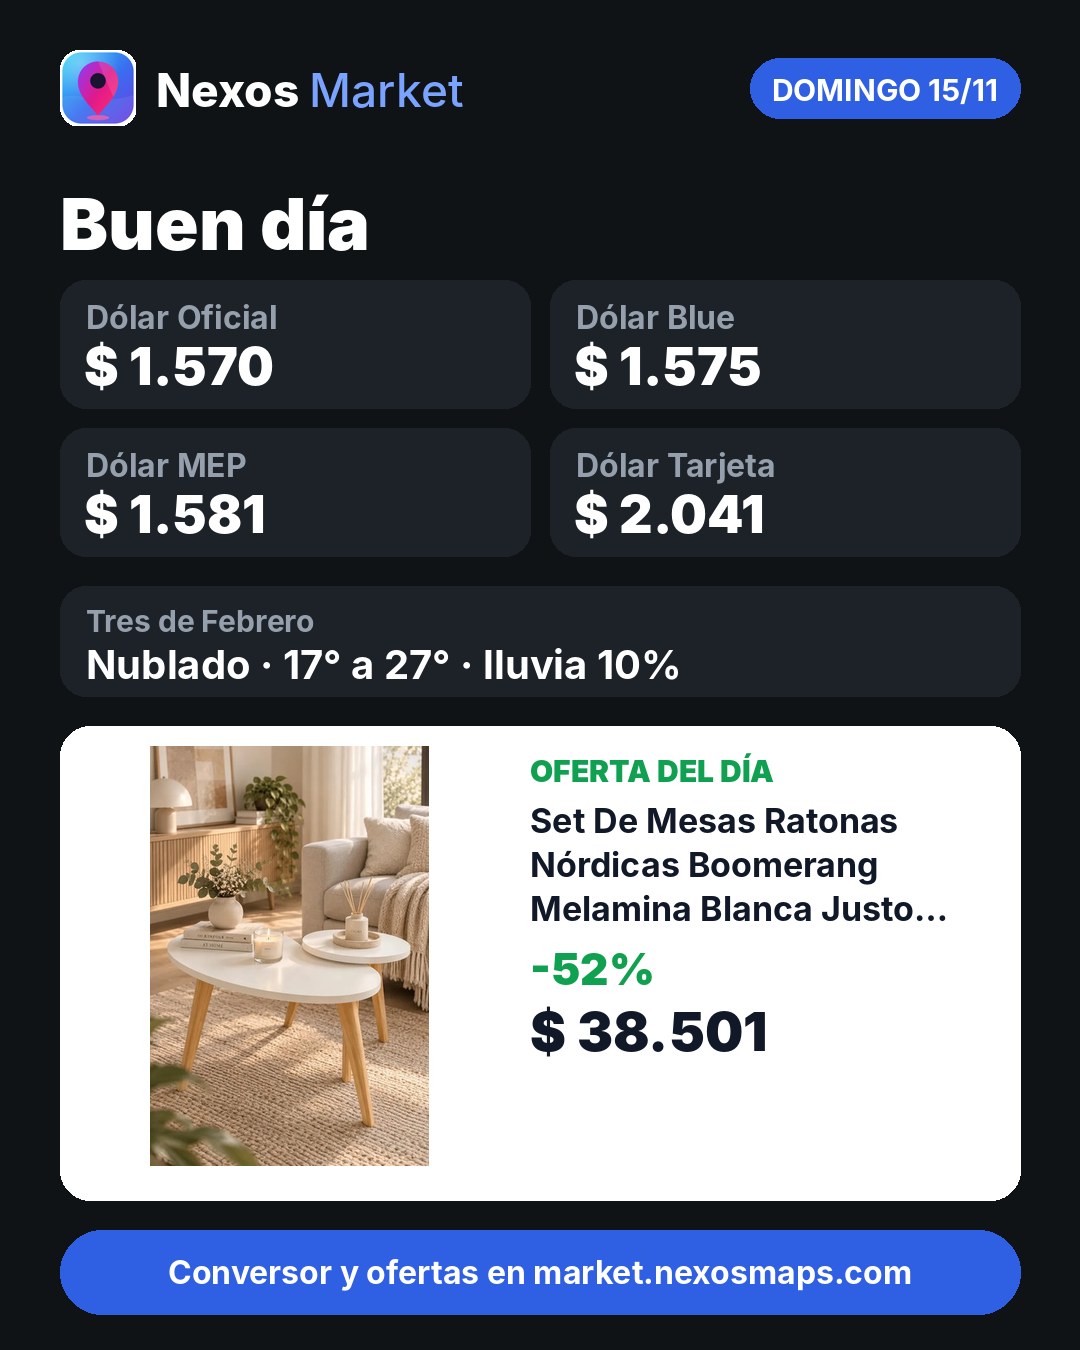 Nexos Market
DOMINGO 15/11
Buen día
Dólar Oficial
$ 1.570
Dólar Blue
$ 1.575
Dólar MEP
$ 1.581
Dólar Tarjeta
$ 2.041
Tres de Febrero
Nublado · 17° a 27° · lluvia 10%
OFERTA DEL DÍA
Set De Mesas Ratonas
Nórdicas Boomerang
Melamina Blanca Justo...
-52%
$ 38.501
Conversor y ofertas en market.nexosmaps.com